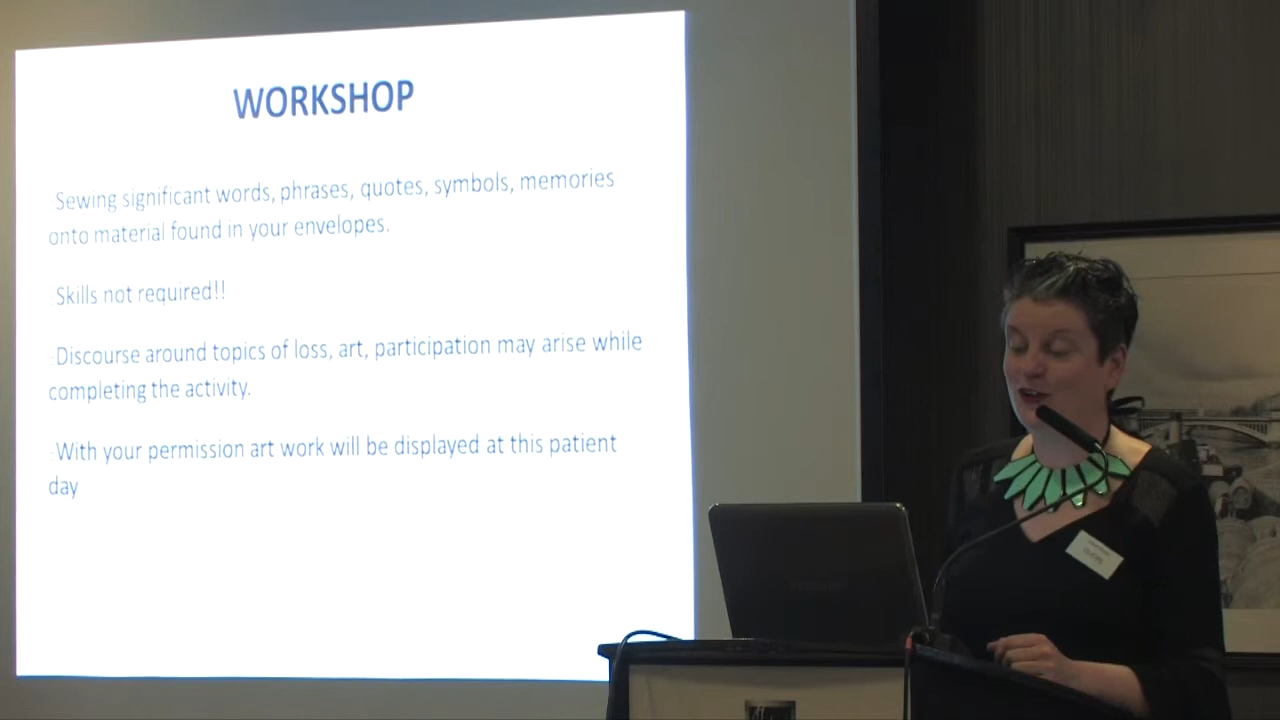 WORKSHOP
Sewing significant words, phrases, quotes, symbols, memories
onto material found in your envelopes.
Skills not required!!
Discourse around topics of loss, art, participation may arise while
completing the activity.
With your permission art work will be displayed at this patient
day